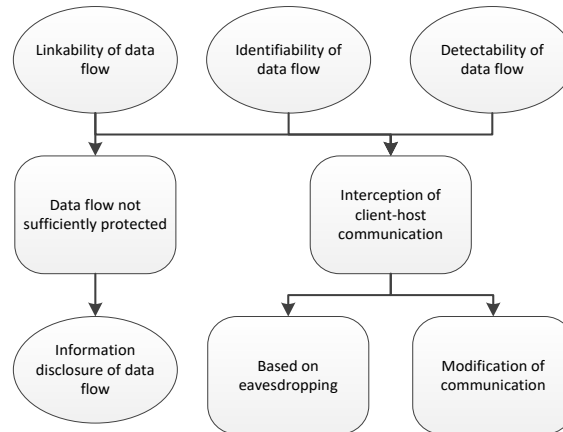 Linkability of data
flow
Identifiability of
data flow
Detectability of
data flow
Data flow not
sufficiently protected
Interception of
client-host
communication
Information
disclosure of data
flow
Based on
eavesdropping
Modification of
communication